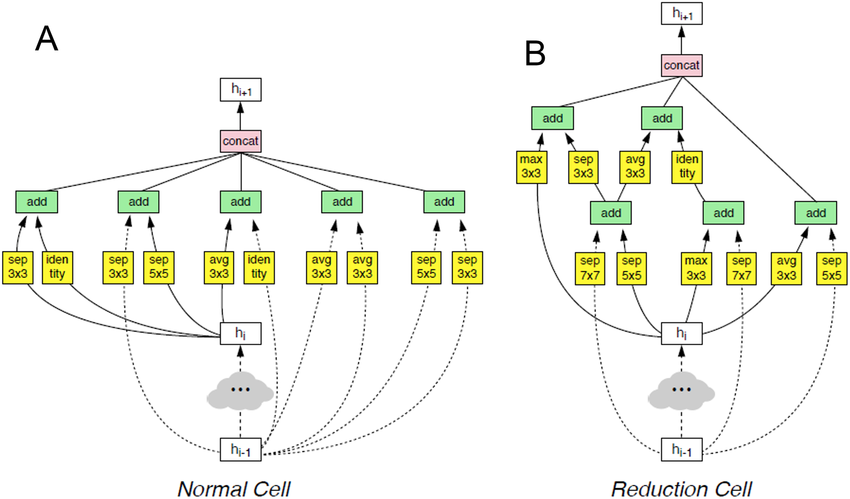 A
h_{i+1}
concat
add add add add add
sep 3x3
iden tity
sep 3x3
sep 5x5
avg 3x3
iden tity
avg 3x3
avg 3x3
sep 5x5
sep 3x3
h_i
...
h_{i-1}
Normal Cell
B
h_{i+1}
concat
add add
max 3x3
sep 3x3
avg 3x3
iden tity
add add add
sep 7x7
sep 5x5
max 3x3
sep 7x7
avg 3x3
sep 5x5
h_i
...
h_{i-1}
Reduction Cell